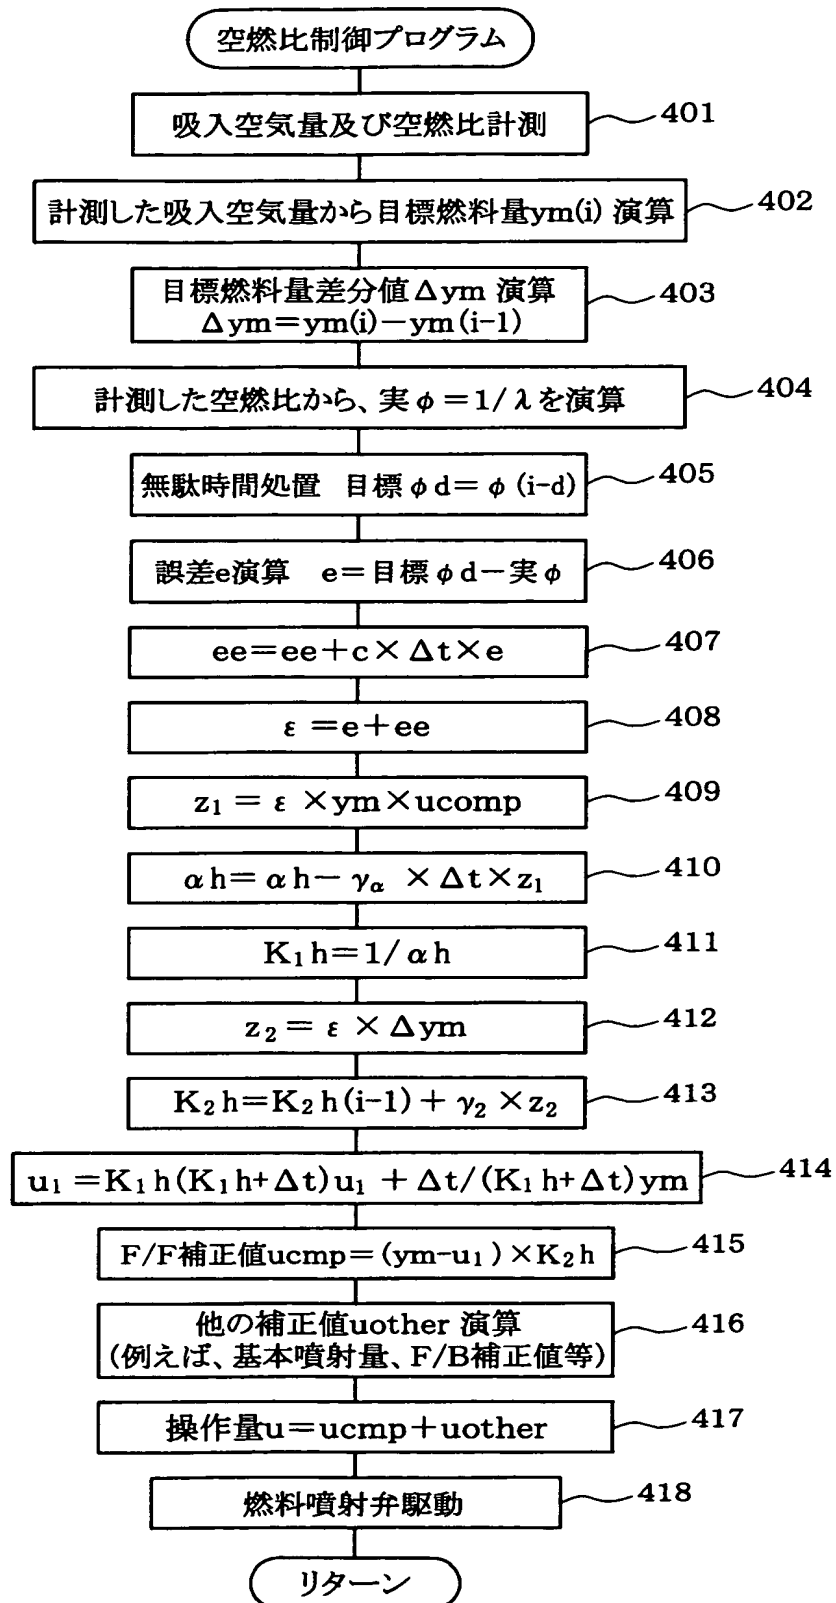 空燃比制御プログラム
吸入空気量及び空燃比計測
401
計測した吸入空気量から目標燃料量ym(i) 演算
402
目標燃料量差分値Δym 演算
Δym=ym(i)−ym(i-1)
403
計測した空燃比から、実φ=1/λを演算
404
無駄時間処置 目標φd=φ(i-d)
405
誤差e演算 e=目標φd−実φ
406
ee=ee+c×Δt×e
407
ε=e+ee
408
z₁=ε×ym×ucomp
409
αh=αh−γα×Δt×z₁
410
K₁h=1/αh
411
z₂=ε×Δym
412
K₂h=K₂h(i-1)+γ₂×z₂
413
u₁=K₁h(K₁h+Δt)u₁+Δt/(K₁h+Δt)ym
414
F/F補正値ucmp=(ym-u₁)×K₂h
415
他の補正値uother 演算
(例えば、基本噴射量、F/B補正値等)
416
操作量u=ucmp+uother
417
燃料噴射弁駆動
418
リターン